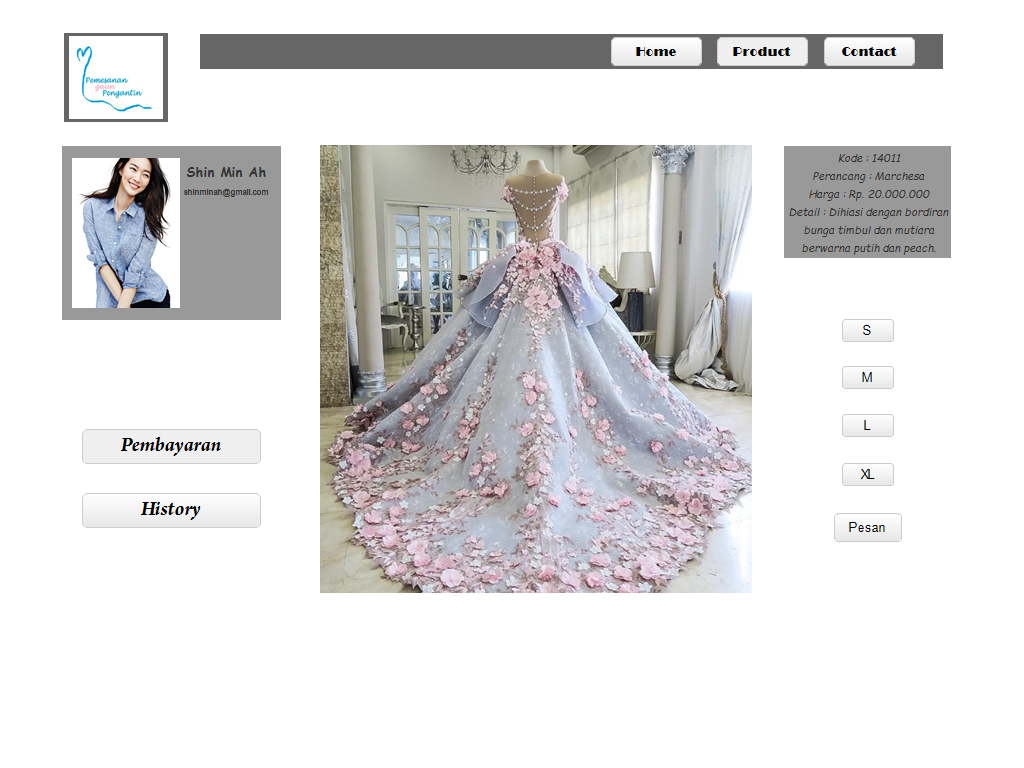 Pemesanan
gaun
Pengantin
Home
Product
Contact
Shin Min Ah
shinminah@gmail.com
Pembayaran
History
Kode : 14011
Perancang : Marchesa
Harga : Rp. 20.000.000
Detail : Dihiasi dengan bordiran
bunga timbul dan mutiara
berwarna putih dan peach.
S
M
L
XL
Pesan